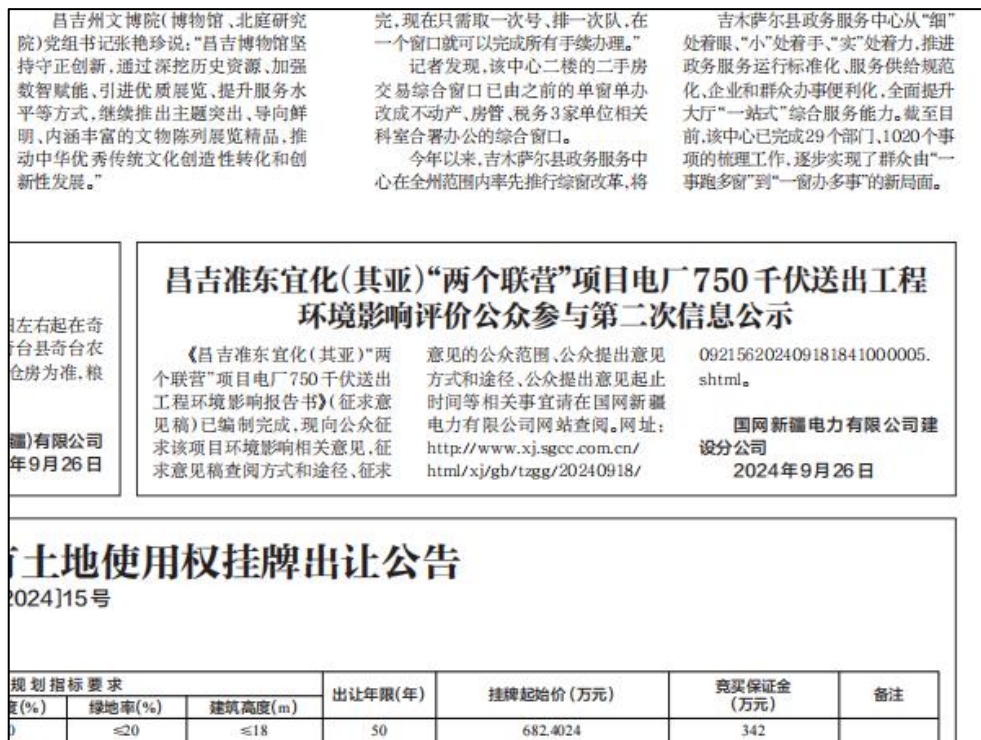 昌吉州文博院(博物馆、北庭研究
院)党组书记张艳珍说:“昌吉博物馆坚
持守正创新,通过深挖历史资源、加强
数智赋能、引进优质展览、提升服务水
平等方式,继续推出主题突出、导向鲜
明、内涵丰富的文物陈列展览精品,推
动中华优秀传统文化创造性转化和创
新性发展。”
完,现在只需取一次号、排一次队,在
一个窗口就可以完成所有手续办理。”
记者发现,该中心二楼的二手房
交易综合窗口已由之前的单窗单办
改成不动产、房管、税务3家单位相关
科室合署办公的综合窗口。
今年以来,吉木萨尔县政务服务中
心在全州范围内率先推行综窗改革,将
吉木萨尔县政务服务中心从“细”
处着眼、“小”处着手、“实”处着力,推进
政务服务运行标准化、服务供给规范
化、企业和群众办事便利化,全面提升
大厅“一站式”综合服务能力。截至目
前,该中心已完成29个部门、1020个事
项的梳理工作,逐步实现了群众由“一
事跑多窗”到“一窗办多事”的新局面。
左右起在奇
台县奇台农
仓房为准,粮
疆)有限公司
年9月26日
昌吉准东宜化(其亚)“两个联营”项目电厂750千伏送出工程
环境影响评价公众参与第二次信息公示
《昌吉准东宜化(其亚)“两
个联营”项目电厂750千伏送出
工程环境影响报告书》(征求意
见稿)已编制完成,现向公众征
求该项目环境影响相关意见,征
求意见稿查阅方式和途径、征求
意见的公众范围、公众提出意见
方式和途径、公众提出意见起止
时间等相关事宜请在国网新疆
电力有限公司网站查阅。网址:
http://www.xj.sgcc.com.cn/
html/xj/gb/tzgg/20240918/
092156202409181841000005.
shtml。
国网新疆电力有限公司建
设分公司
2024年9月26日
土地使用权挂牌出让公告
2024]15号
规划指标要求
出让年限(年)
挂牌起始价(万元)
竞买保证金
(万元)
备注
度(%)
绿地率(%)
建筑高度(m)
≤20
≤18
50
682.4024
342